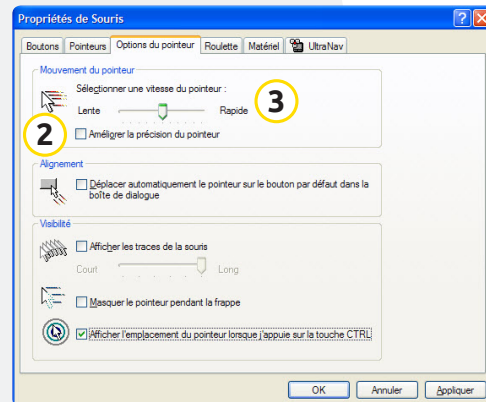 Propriétés de Souris
Boutons Pointeurs Options du pointeur Roulette Matériel UltraNav
Mouvement du pointeur
Sélectionner une vitesse du pointeur :
Lente Rapide 3
2 Améliorer la précision du pointeur
Alignement
Déplacer automatiquement le pointeur sur le bouton par défaut dans la
boîte de dialogue
Visibilité
Afficher les traces de la souris
Court Long
Masquer le pointeur pendant la frappe
Afficher l'emplacement du pointeur lorsque j'appuie sur la touche CTRL
OK Annuler Appliquer